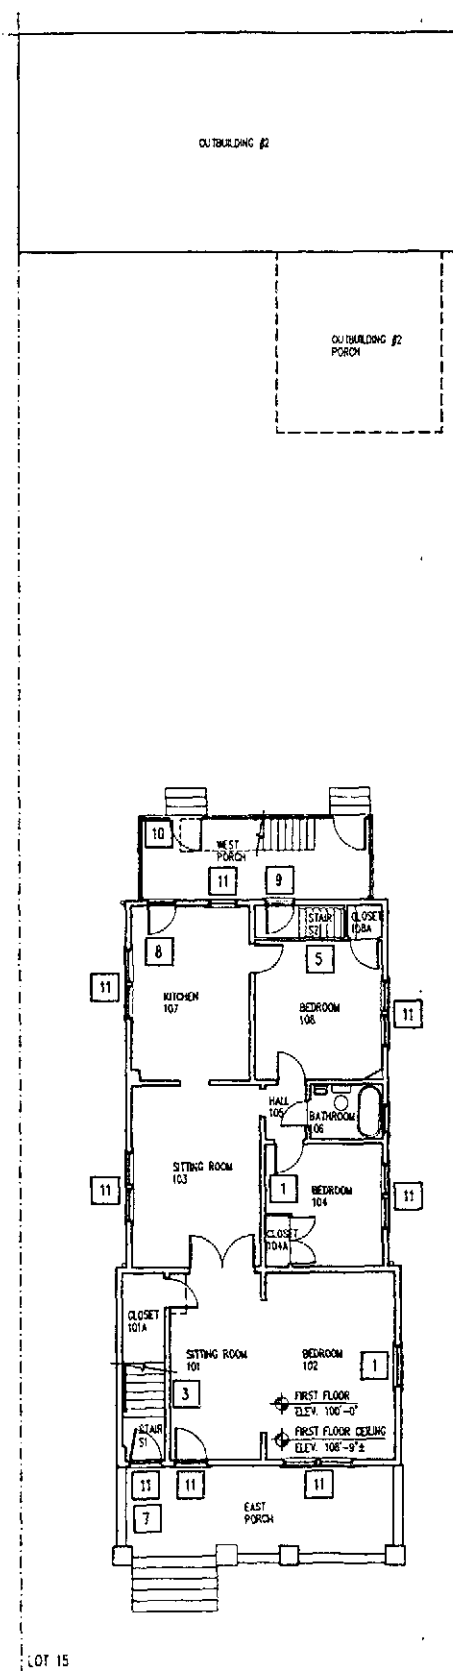 OUTBUILDING #2
OUTBUILDING #2
PORCH
10
WEST
PORCH
11
9
8
STAIR
S2
CLOSET
108A
5
11
KITCHEN
107
BEDROOM
108
11
HALL
105
BATHROOM
106
11
SITTING ROOM
103
1
BEDROOM
104
11
CLOSET
104A
CLOSET
101A
SITTING ROOM
101
BEDROOM
102
1
3
FIRST FLOOR
ELEV. 100'-0"
FIRST FLOOR CEILING
ELEV. 108'-9"±
STAIR
S1
11
11
11
7
EAST
PORCH
LOT 15